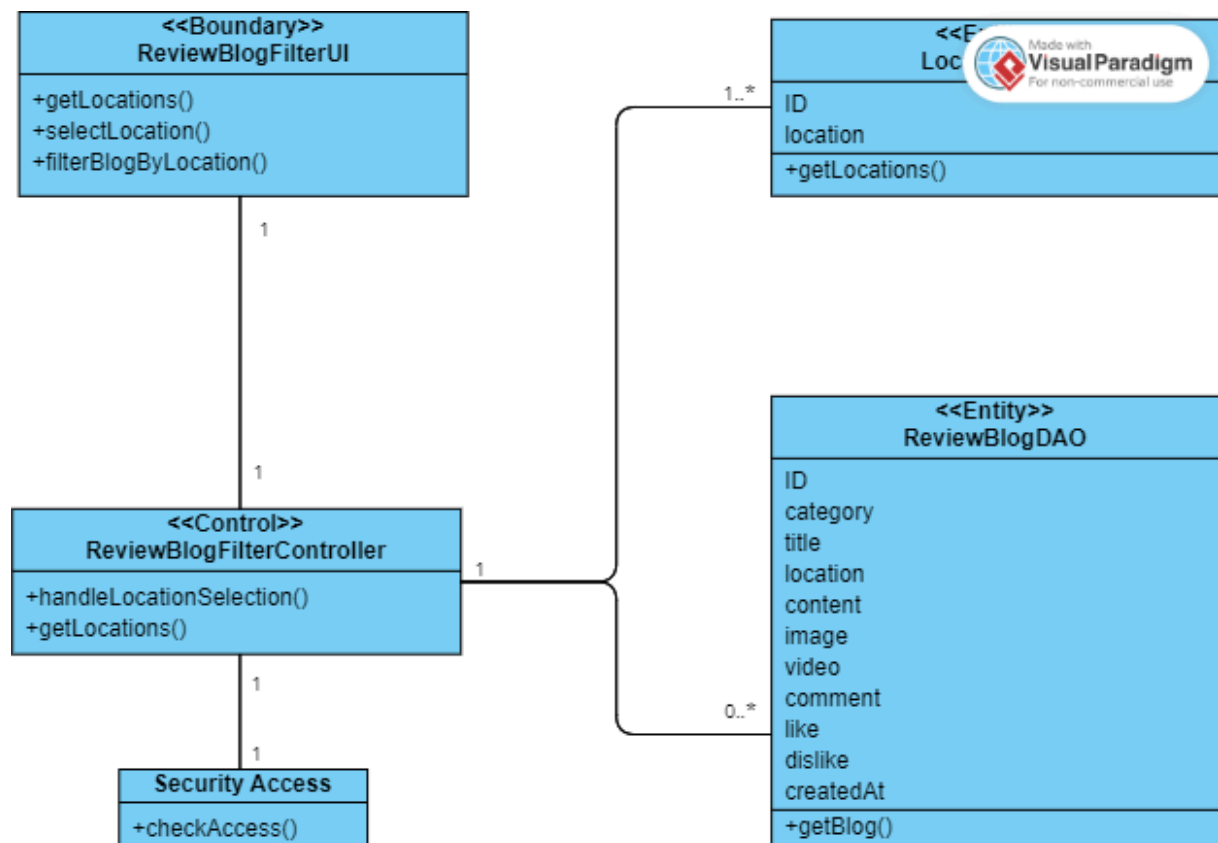 <<Boundary>>
ReviewBlogFilterUI
+getLocations()
+selectLocation()
+filterBlogByLocation()
1
1
<<Control>>
ReviewBlogFilterController
+handleLocationSelection()
+getLocations()
1
1
1
Security Access
+checkAccess()
1..*
Made with
VisualParadigm
For non-commercial use
ID
location
+getLocations()
0..*
<<Entity>>
ReviewBlogDAO
ID
category
title
location
content
image
video
comment
like
dislike
createdAt
+getBlog()